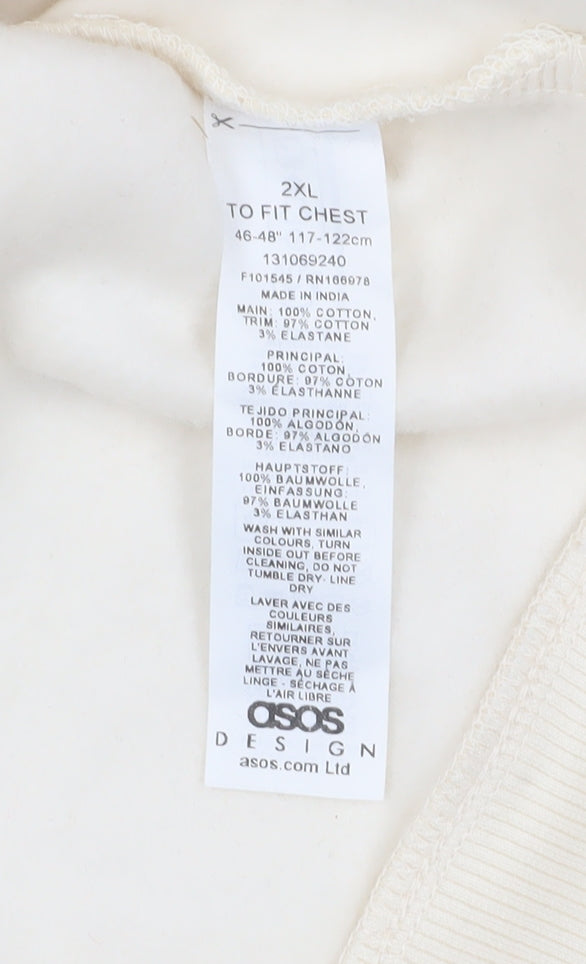 2XL
TO FIT CHEST
46-48" 117-122cm
131069240
F101545 / RN166978
MADE IN INDIA
MAIN: 100% COTTON,
TRIM: 97% COTTON
3% ELASTANE
PRINCIPAL:
100% COTON,
BORDURE: 97% COTON
3% ÉLASTHANNE
TEJIDO PRINCIPAL:
100% ALGODÓN,
BORDE: 97% ALGODÓN
3% ELASTANO
HAUPTSTOFF:
100% BAUMWOLLE,
EINFASSUNG:
97% BAUMWOLLE
3% ELASTHAN
WASH WITH SIMILAR
COLOURS, TURN
INSIDE OUT BEFORE
CLEANING, DO NOT
TUMBLE DRY- LINE
DRY
LAVER AVEC DES
COULEURS
SIMILAIRES,
RETOURNER SUR
L'ENVERS AVANT
LAVAGE, NE PAS
METTRE AU SÈCHE
LINGE - SÉCHAGE À
L'AIR LIBRE
asos
DESIGN
asos.com Ltd